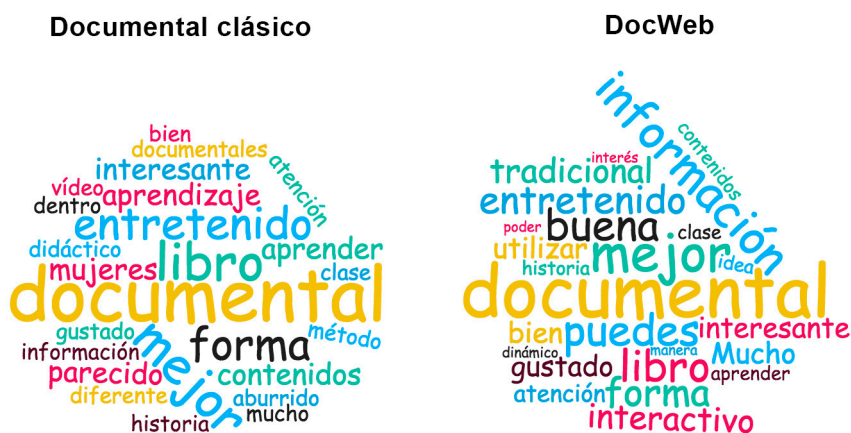 Documental clásico
bien
documentales
interesante
atención
vídeo
aprendizaje
dentro
entretenido
didáctico
libro
aprender
mujeres
clase
documental
gustado
mejor
forma
método
información
parecido
contenidos
diferente
aburrido
mucho
historia
DocWeb
información
contenidos
interés
tradicional
entretenido
poder
buena
clase
utilizar
mejor
idea
historia
documental
bien
puedes
interesante
dinámico
manera
Mucho
gustado
libro
aprender
atención
forma
interactivo